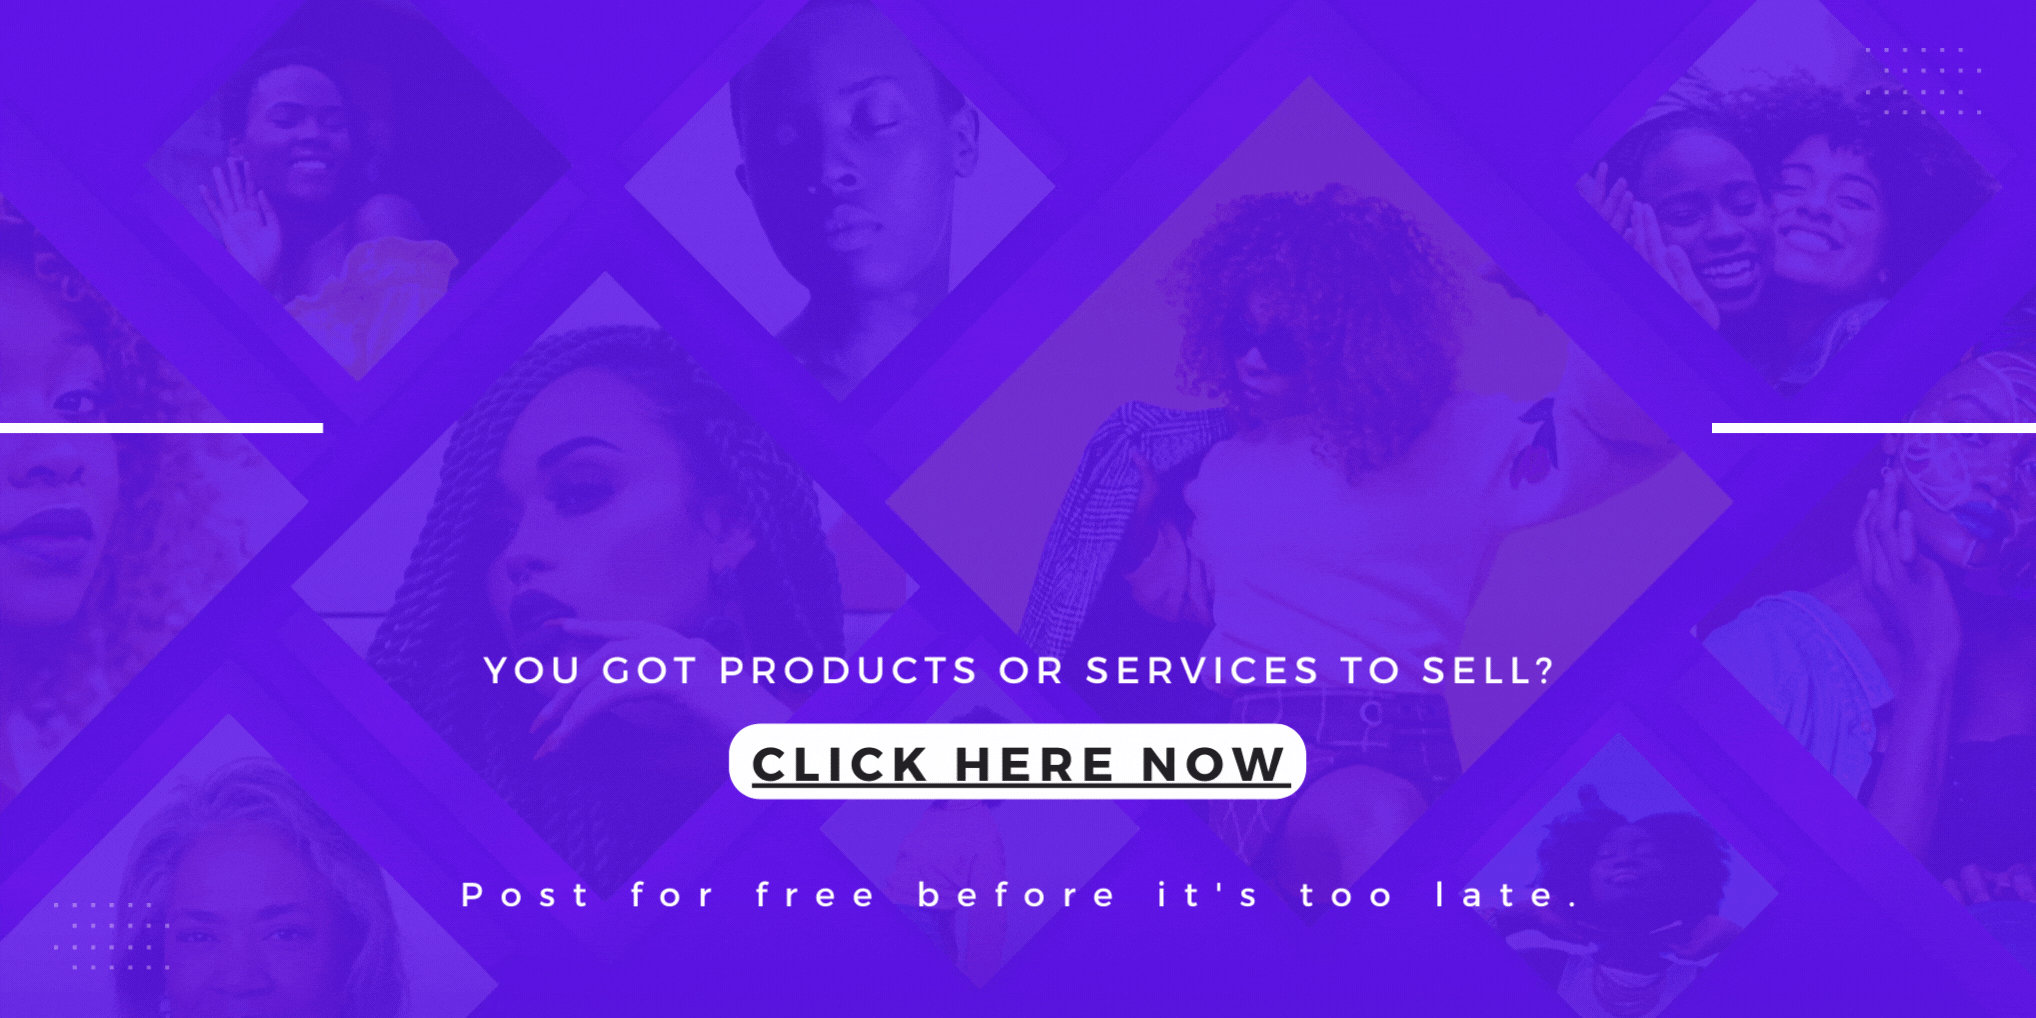 YOU GOT PRODUCTS OR SERVICES TO SELL?
CLICK HERE NOW
Post for free before it's too late.